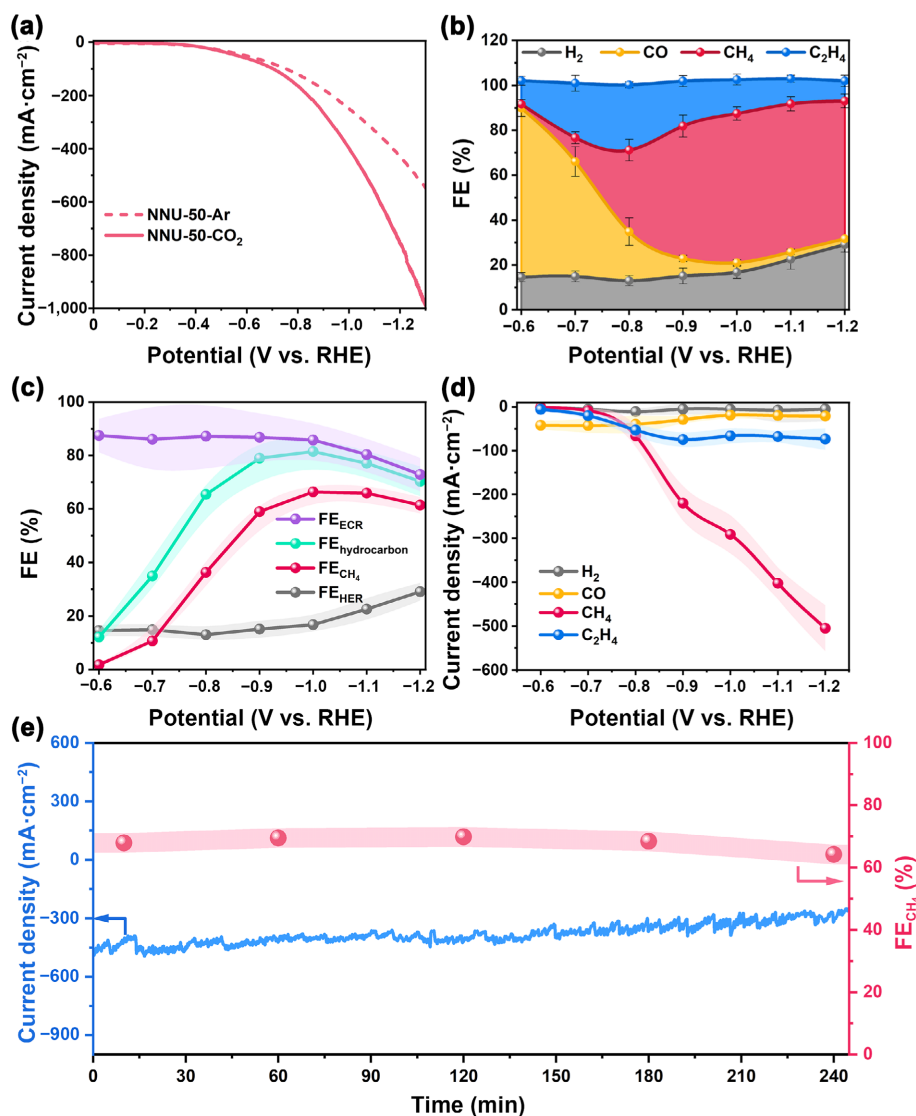 (a)
0
−200
−400
−600
−800
−1,000
Current density (mA·cm⁻²)
NNU-50-Ar
NNU-50-CO₂
0 −0.2 −0.4 −0.6 −0.8 −1.0 −1.2
Potential (V vs. RHE)
(b)
120
100
80
60
40
20
0
FE (%)
H₂ CO CH₄ C₂H₄
−0.6 −0.7 −0.8 −0.9 −1.0 −1.1 −1.2
Potential (V vs. RHE)
(c)
100
80
60
40
20
0
FE (%)
FE_ECR
FE_hydrocarbon
FE_CH₄
FE_HER
−0.6 −0.7 −0.8 −0.9 −1.0 −1.1 −1.2
Potential (V vs. RHE)
(d)
0
−100
−200
−300
−400
−500
−600
Current density (mA·cm⁻²)
H₂
CO
CH₄
C₂H₄
−0.6 −0.7 −0.8 −0.9 −1.0 −1.1 −1.2
Potential (V vs. RHE)
(e)
600
300
0
−300
−600
−900
Current density (mA·cm⁻²)
100
80
60
40
20
0
FE_CH₄ (%)
0 30 60 90 120 150 180 210 240
Time (min)